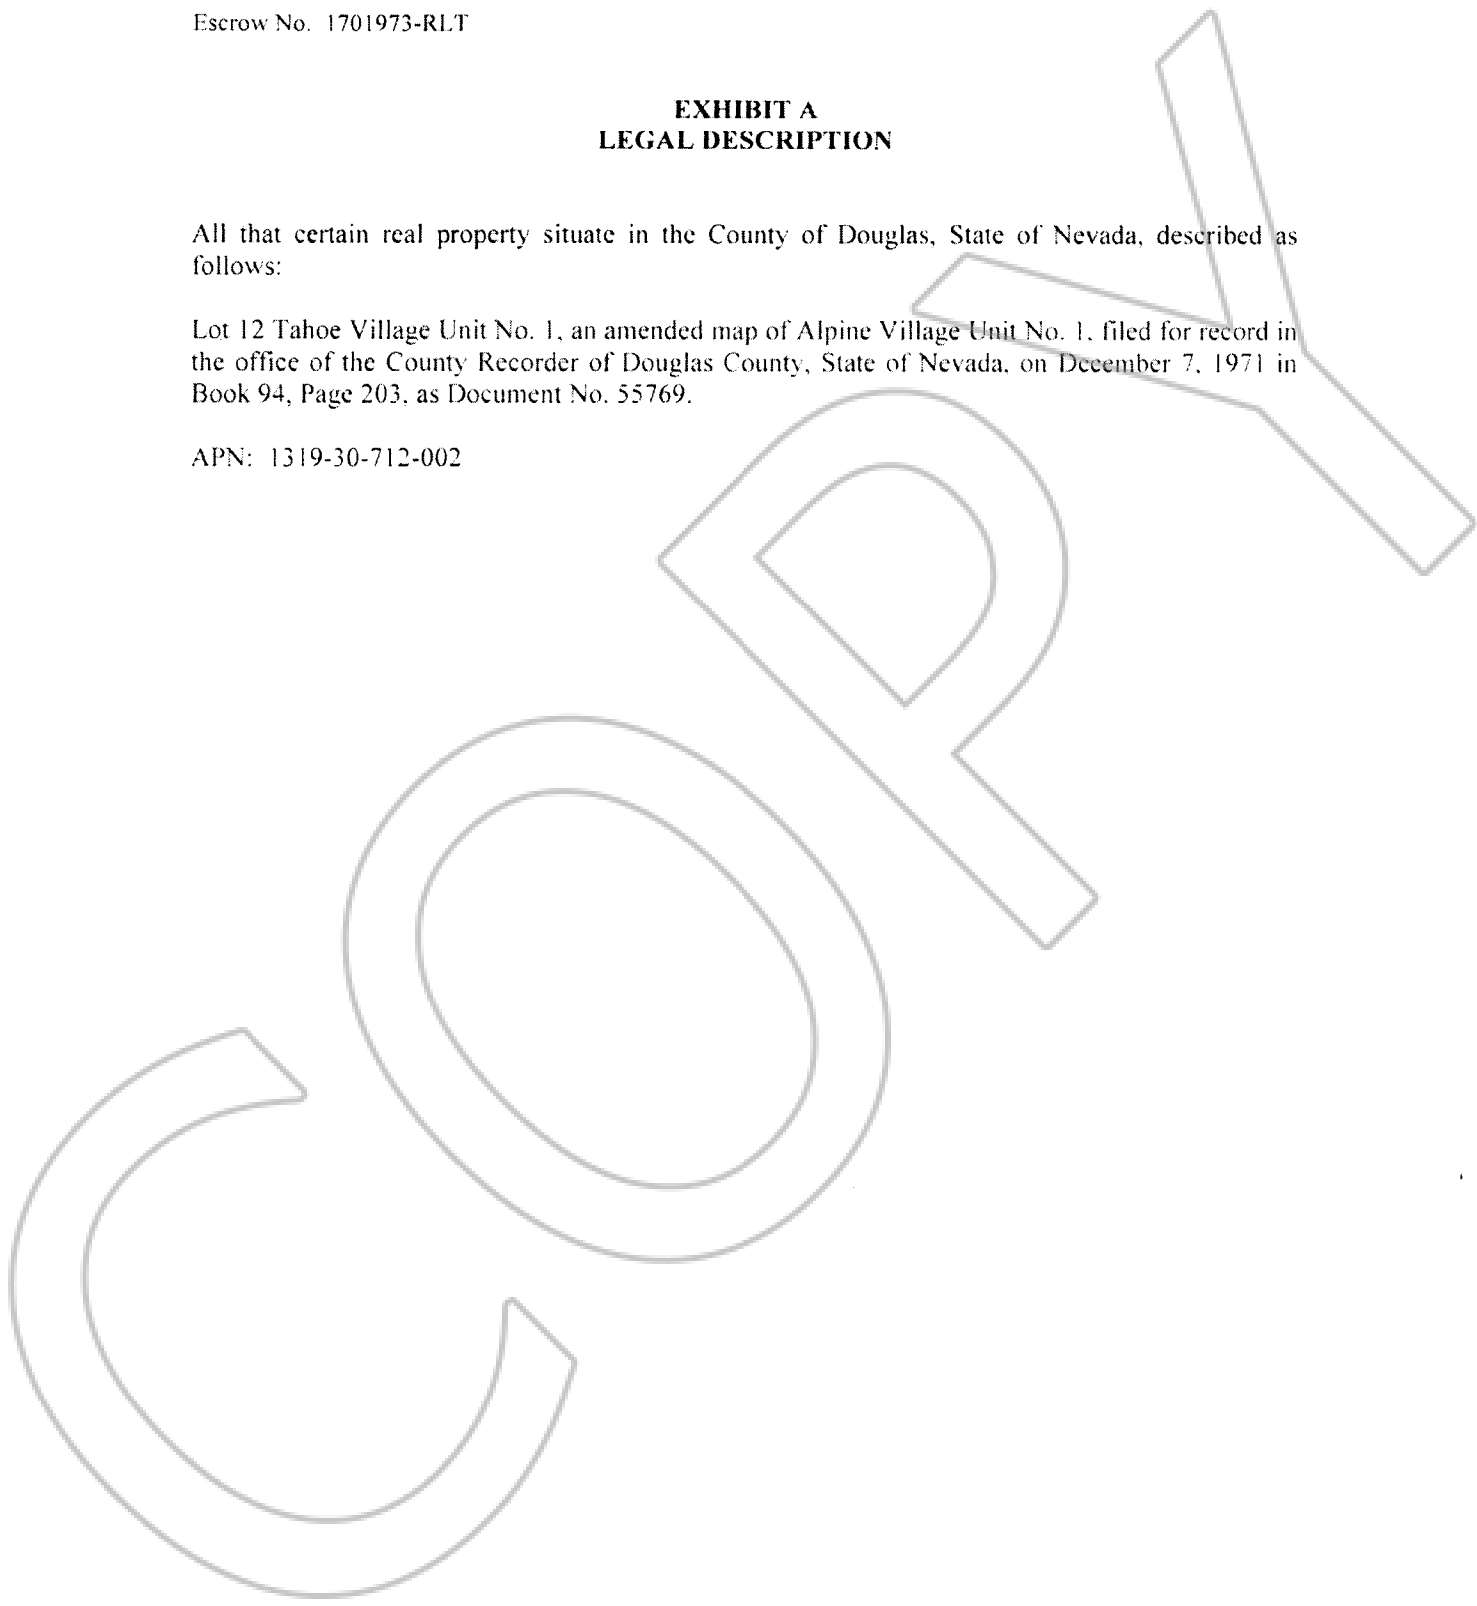 Escrow No. 1701973-RLT
EXHIBIT A
LEGAL DESCRIPTION
All that certain real property situate in the County of Douglas, State of Nevada, described as
follows:
Lot 12 Tahoe Village Unit No. 1, an amended map of Alpine Village Unit No. 1, filed for record in
the office of the County Recorder of Douglas County, State of Nevada, on December 7, 1971 in
Book 94, Page 203, as Document No. 55769.
APN: 1319-30-712-002
COPY